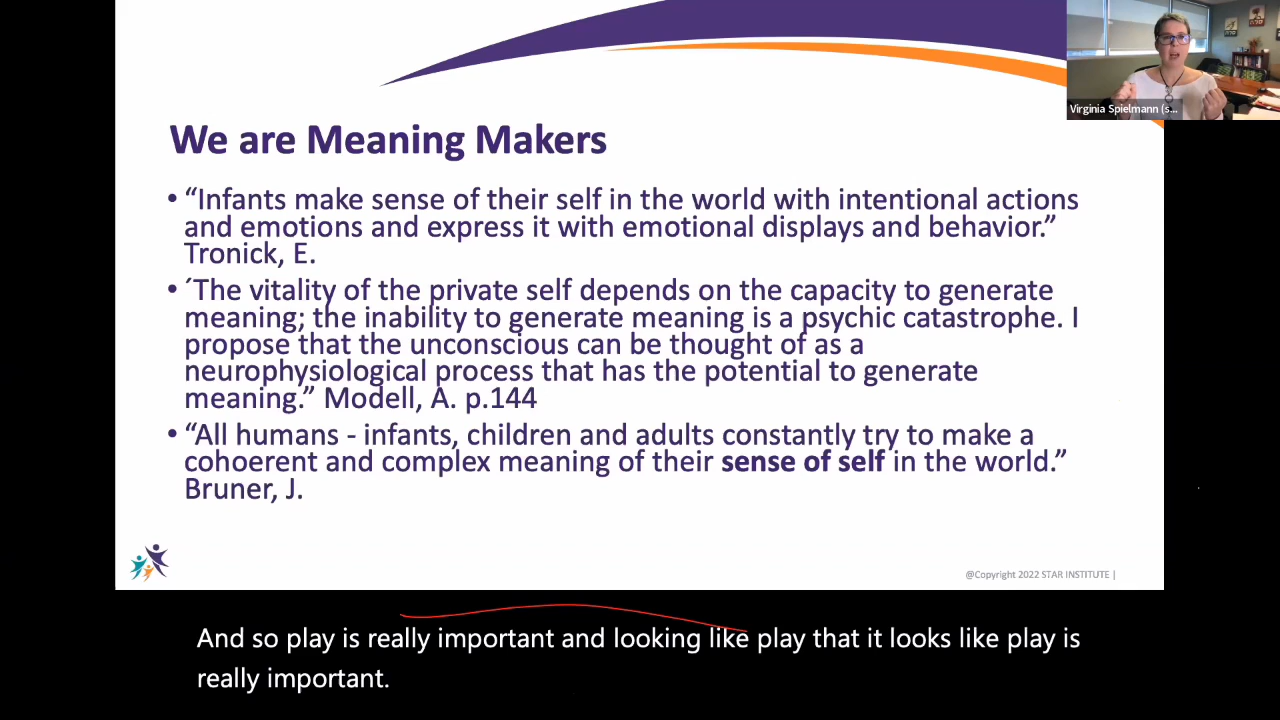 Virginia Spielmann (s...
We are Meaning Makers
• “Infants make sense of their self in the world with intentional actions
and emotions and express it with emotional displays and behavior.”
Tronick, E.
• ´The vitality of the private self depends on the capacity to generate
meaning; the inability to generate meaning is a psychic catastrophe. I
propose that the unconscious can be thought of as a
neurophysiological process that has the potential to generate
meaning.” Modell, A. p.144
• “All humans - infants, children and adults constantly try to make a
cohoerent and complex meaning of their sense of self in the world.”
Bruner, J.
@Copyright 2022 STAR INSTITUTE |
And so play is really important and looking like play that it looks like play is
really important.